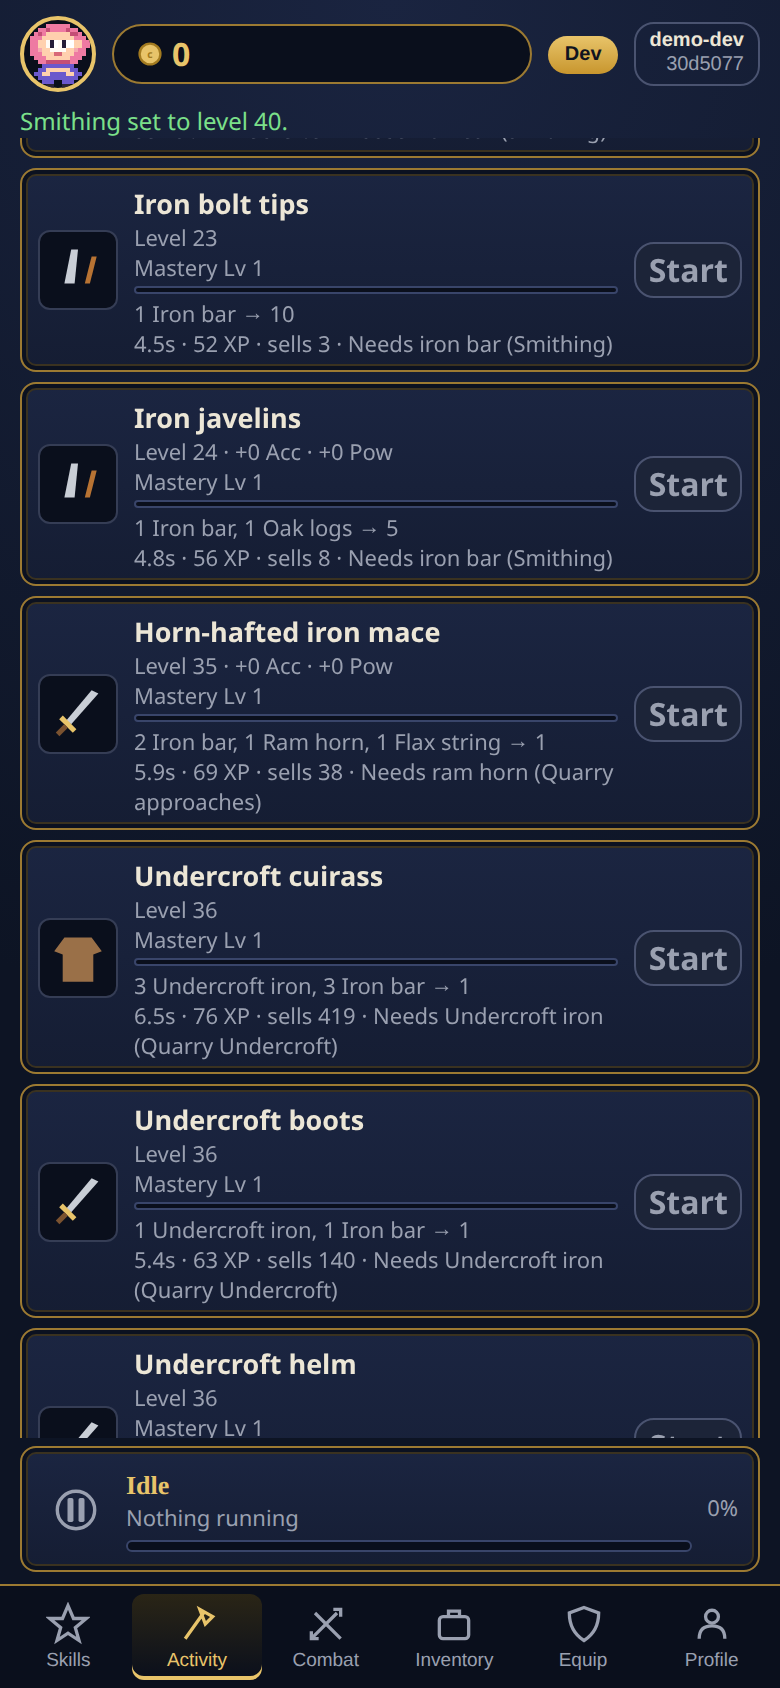 0
Dev
demo-dev
30d5077
Smithing set to level 40.
Iron bolt tips
Level 23
Mastery Lv 1
1 Iron bar → 10
4.5s · 52 XP · sells 3 · Needs iron bar (Smithing)
Start
Iron javelins
Level 24 · +0 Acc · +0 Pow
Mastery Lv 1
1 Iron bar, 1 Oak logs → 5
4.8s · 56 XP · sells 8 · Needs iron bar (Smithing)
Start
Horn-hafted iron mace
Level 35 · +0 Acc · +0 Pow
Mastery Lv 1
2 Iron bar, 1 Ram horn, 1 Flax string → 1
5.9s · 69 XP · sells 38 · Needs ram horn (Quarry
approaches)
Start
Undercroft cuirass
Level 36
Mastery Lv 1
3 Undercroft iron, 3 Iron bar → 1
6.5s · 76 XP · sells 419 · Needs Undercroft iron
(Quarry Undercroft)
Start
Undercroft boots
Level 36
Mastery Lv 1
1 Undercroft iron, 1 Iron bar → 1
5.4s · 63 XP · sells 140 · Needs Undercroft iron
(Quarry Undercroft)
Start
Undercroft helm
Level 36
Mastery Lv 1
Start
Idle
Nothing running
0%
Skills
Activity
Combat
Inventory
Equip
Profile